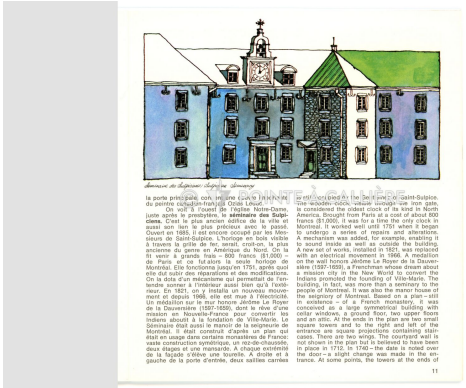 Séminaire de Sulpicien Sulpician Seminary
la porte principale, 
du peintre canadien-français Ozias Leduc.
On voit à l'ouest de l'église Notre-Dame,
juste après le presbytère, le séminaire des Sulpi-
ciens. C'est le plus ancien édifice de la ville et
aussi son lieu le plus précieux avec le passé.
Ouvert en 1685, il est encore occupé par les Mes-
sieurs de Saint-Sulpice. L'horloge en bois visible
à travers la grille de fer, serait, croit-on, la plus
ancienne du genre en Amérique du Nord. On la
fit venir à grands frais – 800 francs ($1,000) –
de Paris et ce fut alors la seule horloge de
Montréal. Elle fonctionna jusqu'en 1751, après quoi
elle dut subir des réparations et des modifications.
On la dota d'un mécanisme qui permettait de l'en-
tendre sonner à l'intérieur aussi bien qu'à l'exté-
rieur. En 1821, on y installa un nouveau mouve-
ment et depuis 1966, elle est mue à l'électricité.
Un médaillon sur le mur honore Jérôme Le Royer
de la Dauversière (1597-1659), dont le rêve d'une
mission en Nouvelle-France pour convertir les
Indiens aboutit à la fondation de Ville-Marie. Le
Séminaire était aussi le manoir de la seigneurie de
Montréal. Il était construit d'après un plan qui
était en usage dans certains monastères de France:
vaste construction symétrique, un rez-de-chaussée,
deux étages et une mansarde. A chaque extrémité
de la façade s'élève une tourelle. A droite et à
gauche de la porte d'entrée, deux saillies carrées
is still occupied by the Messieurs de Saint-Sulpice.
The wooden clock, visible through an iron gate,
is considered the oldest clock of its kind in North
America. Brought from Paris at a cost of about 800
francs ($1,000), it was for a time the only clock in
Montreal. It worked well until 1751 when it began
to undergo a series of repairs and alterations.
A mechanism was added, for example, enabling it
to sound inside as well as outside the building.
A new set of works, installed in 1821, was replaced
with an electrical movement in 1966. A medallion
on the wall honors Jérôme Le Royer de la Dauver-
sière (1597-1659), a Frenchman whose dream about
a mission city in the New World to convert the
Indians promoted the founding of Ville-Marie. The
building, in fact, was more than a seminary to the
people of Montreal. It was also the manor house of
the seigniory of Montreal. Based on a plan – still
in existence – of a French monastery, it was
conceived as a large symmetrical building with
cellar windows, a ground floor, two upper floors
and an attic. At the ends in the plan are two small
square towers and to the right and left of the
entrance are square projections containing stair-
cases. There are two wings. The courtyard wall is
not shown in the plan but is believed to have been
in place in 1712. In 1740 – the date is noted over
the door – a slight change was made in the en-
trance. At some points, the towers at the ends of
11